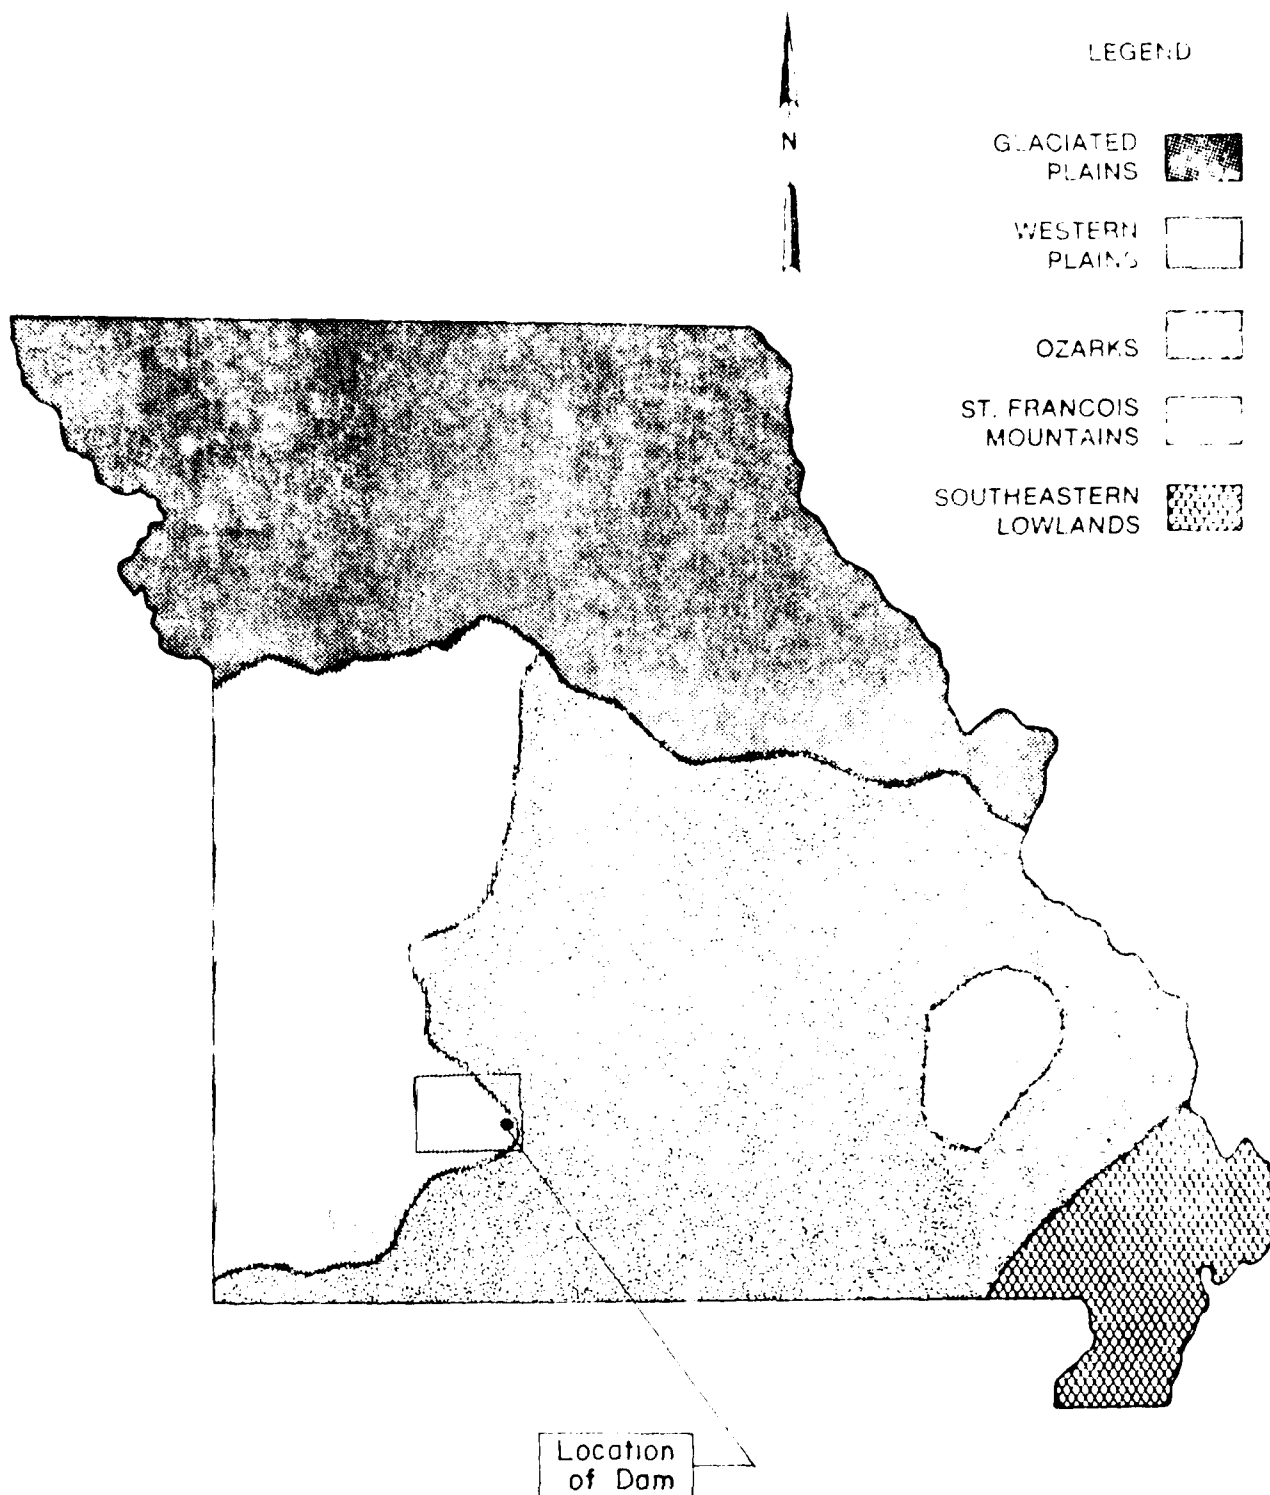 LEGEND
N
GLACIATED
PLAINS
WESTERN
PLAINS
OZARKS
ST. FRANCOIS
MOUNTAINS
SOUTHEASTERN
LOWLANDS
Location
of Dam